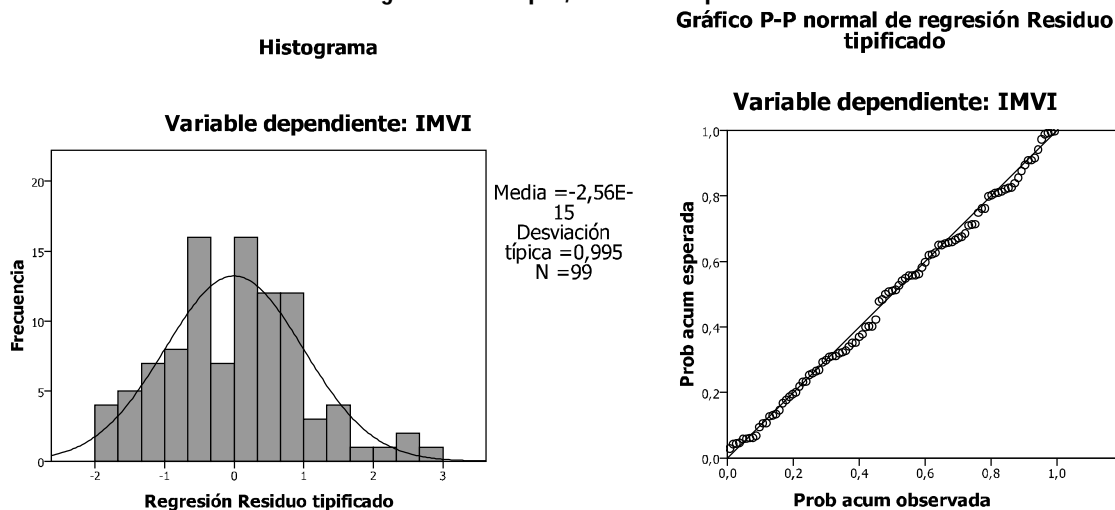 Histograma
Variable dependiente: IMVI
Frecuencia
20
15
10
5
0
-2
-1
0
1
2
3
Regresión Residuo tipificado
Media =-2,56E-
15
Desviación
típica =0,995
N =99
Gráfico P-P normal de regresión Residuo
tipificado
Variable dependiente: IMVI
Prob acum esperada
1,0
0,8
0,6
0,4
0,2
0,0
0,0
0,2
0,4
0,6
0,8
1,0
Prob acum observada